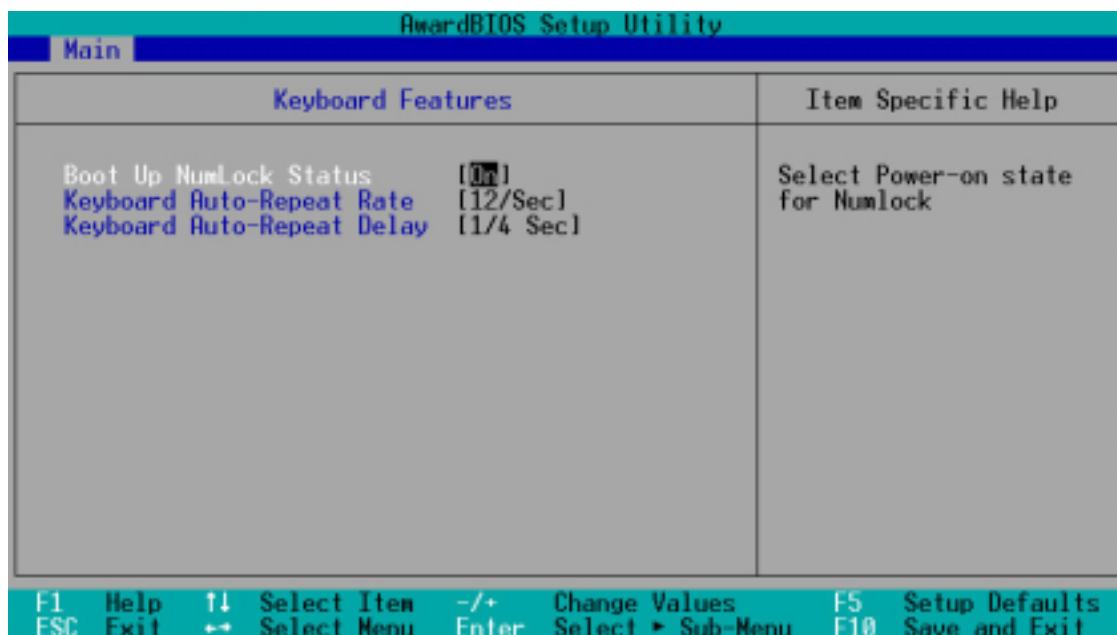 AwardBIOS Setup Utility
Main
Keyboard Features
Item Specific Help
Boot Up NumLock Status [On]
Keyboard Auto-Repeat Rate [12/Sec]
Keyboard Auto-Repeat Delay [1/4 Sec]
Select Power-on state
for Numlock
F1 Help ↑↓ Select Item -/+ Change Values F5 Setup Defaults
ESC Exit ←→ Select Menu Enter Select ► Sub-Menu F10 Save and Exit